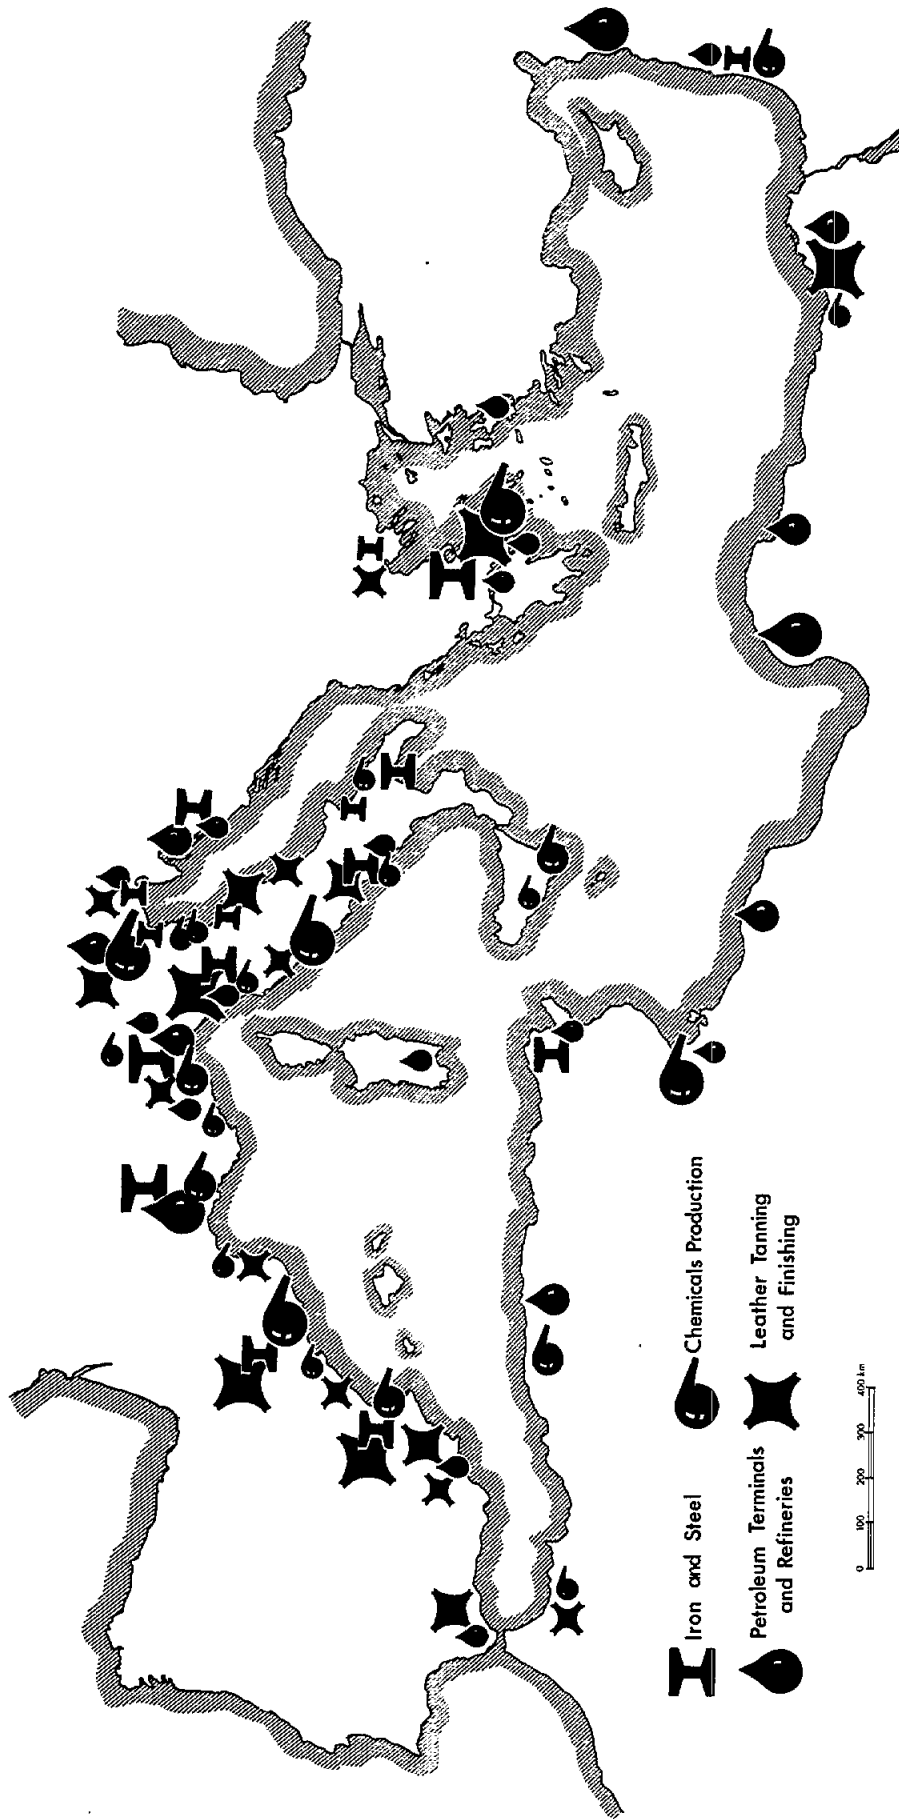 Iron and Steel
Chemicals Production
Petroleum Terminals
and Refineries
Leather Tanning
and Finishing
0 100 200 300 400 km